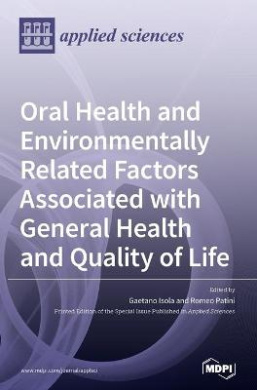 applied sciences
Oral Health and
Environmentally
Related Factors
Associated with
General Health
and Quality of Life
Edited by
Gaetano Isola and Romeo Patini
Printed Edition of the Special Issue Published in Applied Sciences
www.mdpi.com/journal/applsci
MDPI